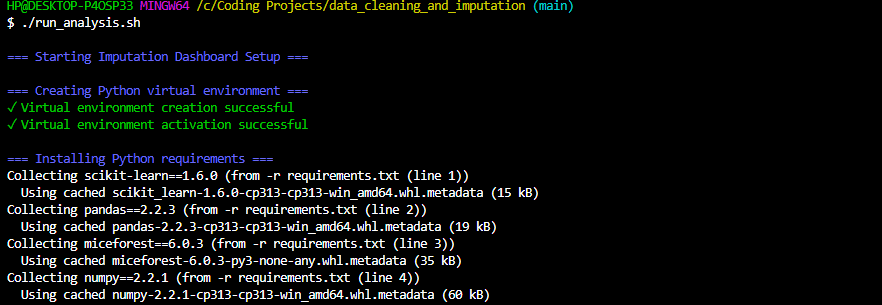 HP@DESKTOP-P4OSP33 MINGW64 /c/Coding Projects/data_cleaning_and_imputation (main)
$ ./run_analysis.sh
=== Starting Imputation Dashboard Setup ===
=== Creating Python virtual environment ===
✓ Virtual environment creation successful
✓ Virtual environment activation successful
=== Installing Python requirements ===
Collecting scikit-learn==1.6.0 (from -r requirements.txt (line 1))
  Using cached scikit_learn-1.6.0-cp313-cp313-win_amd64.whl.metadata (15 kB)
Collecting pandas==2.2.3 (from -r requirements.txt (line 2))
  Using cached pandas-2.2.3-cp313-cp313-win_amd64.whl.metadata (19 kB)
Collecting miceforest==6.0.3 (from -r requirements.txt (line 3))
  Using cached miceforest-6.0.3-py3-none-any.whl.metadata (35 kB)
Collecting numpy==2.2.1 (from -r requirements.txt (line 4))
  Using cached numpy-2.2.1-cp313-cp313-win_amd64.whl.metadata (60 kB)